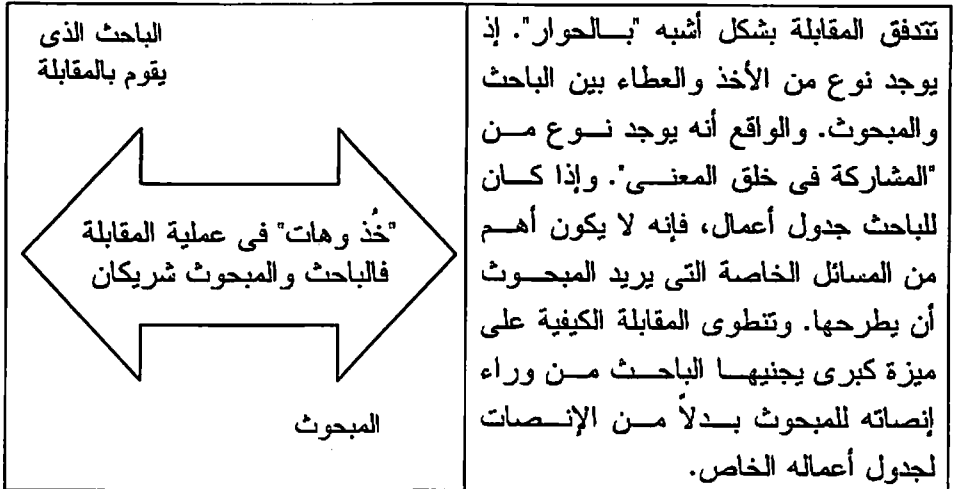 تتدفق المقابلة بشكل أشبه "بـالحوار". إذ
يوجد نوع من الأخذ والعطاء بين الباحث
والمبحوث. والواقع أنه يوجد نوع من
"المشاركة فى خلق المعنى". وإذا كان
للباحث جدول أعمال، فإنه لا يكون أهم
من المسائل الخاصة التى يريد المبحوث
أن يطرحها. وتنطوى المقابلة الكيفية على
ميزة كبرى يجنيها الباحث من وراء
إنصاته للمبحوث بدلاً من الإنصات
لجدول أعماله الخاص.
الباحث الذى
يقوم بالمقابلة
"خُذ وهات" فى عملية المقابلة
فالباحث والمبحوث شريكان
المبحوث